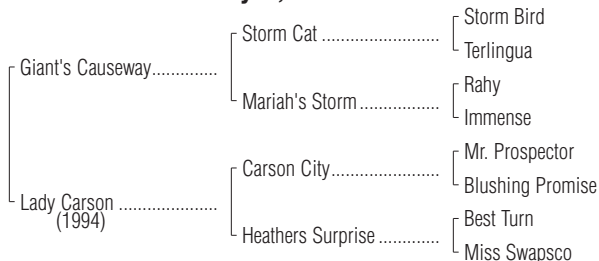 Storm Bird
Storm Cat ........................
Terlingua
Giant's Causeway.............
Rahy
Mariah's Storm ................
Immense
Mr. Prospector
Carson City......................
Blushing Promise
Lady Carson ...................
(1994)
Best Turn
Heathers Surprise ............
Miss Swapsco